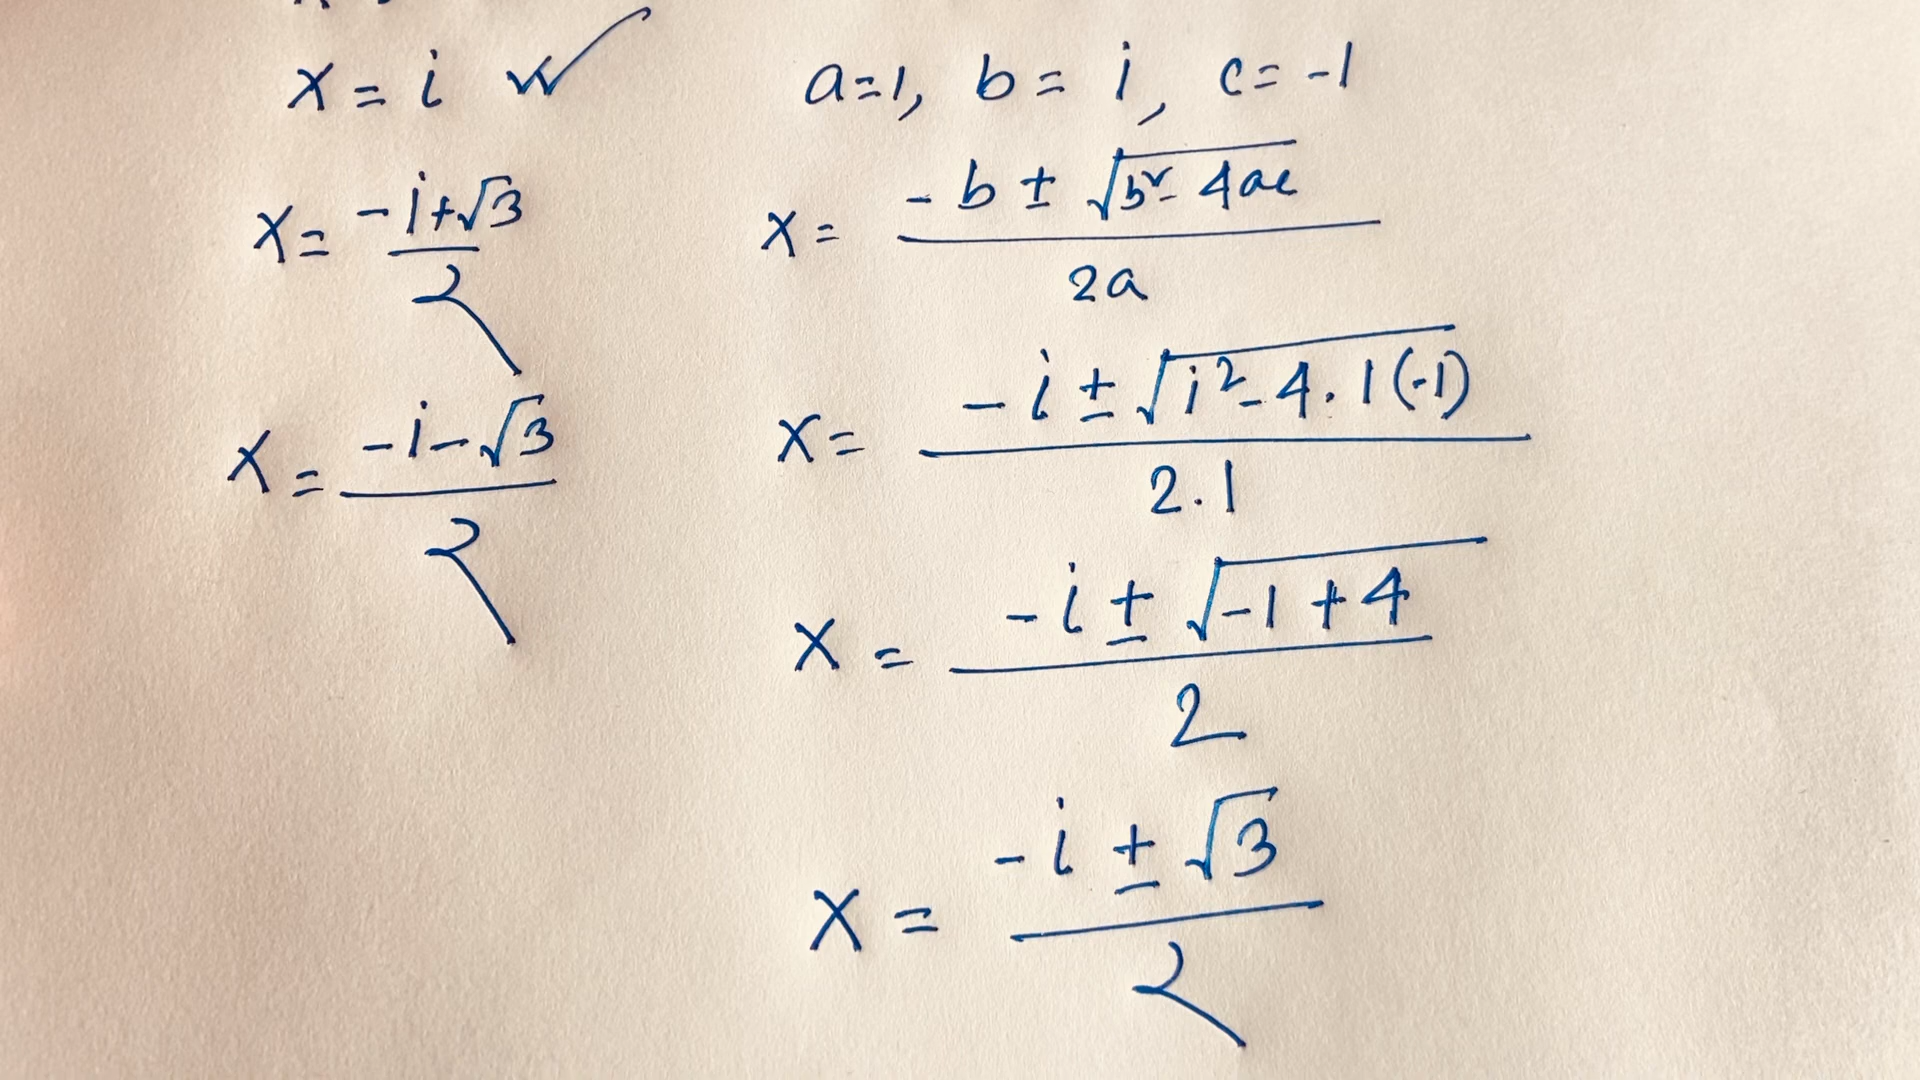 x = i
x = (-i+√3)/2
x = (-i-√3)/2
a=1, b = i, c = -1
x = (-b ± √(b²-4ac))/2a
x = (-i ± √(i²-4.1(-1)))/2.1
x = (-i ± √(-1+4))/2
x = (-i ± √3)/2